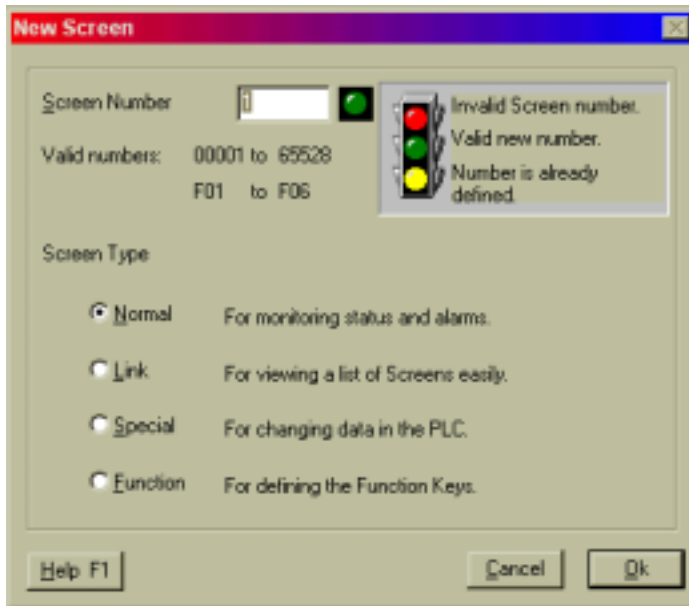 New Screen
Screen Number
Invalid Screen number.
Valid new number.
Number is already
defined.
Valid numbers: 00001 to 65528
F01 to F06
Screen Type
Normal For monitoring status and alarms.
Link For viewing a list of Screens easily.
Special For changing data in the PLC.
Function For defining the Function Keys.
Help F1 Cancel Ok